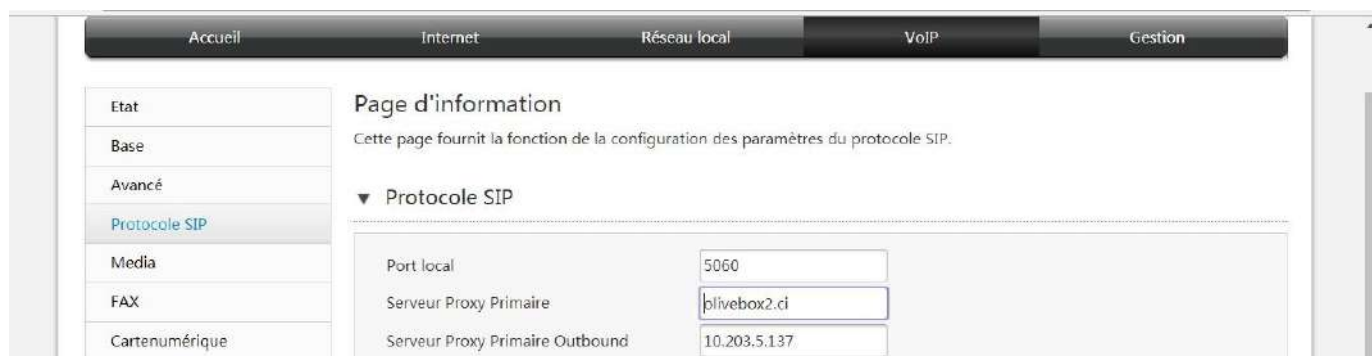 Accueil Internet Réseau local VoIP Gestion
Etat
Base
Avancé
Protocole SIP
Media
FAX
Cartenumérique
Page d'information
Cette page fournit la fonction de la configuration des paramètres du protocole SIP.
▼ Protocole SIP
Port local 5060
Serveur Proxy Primaire olivebox2.ci
Serveur Proxy Primaire Outbound 10.203.5.137